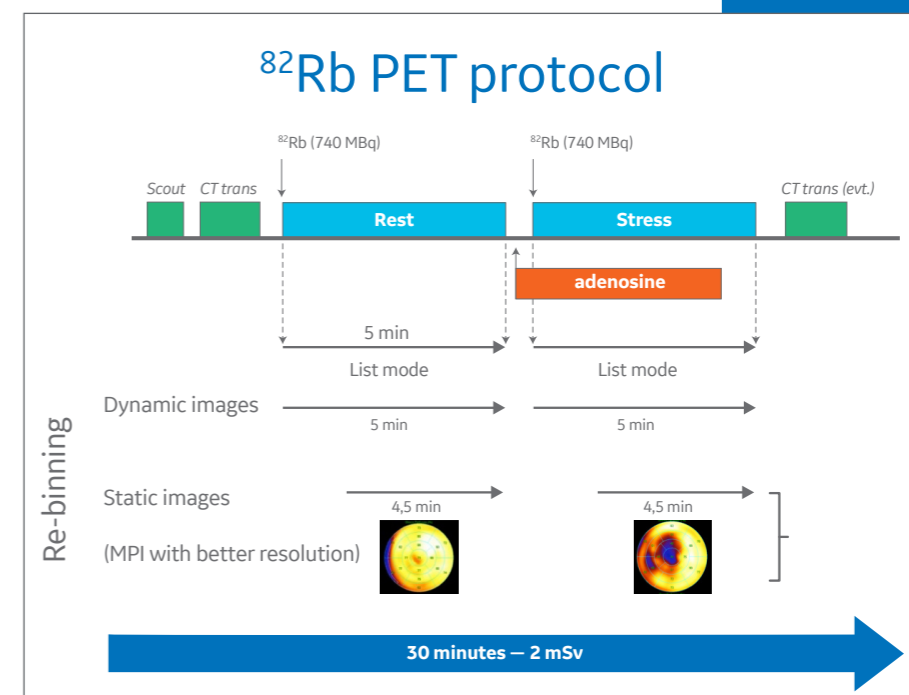 ⁸²Rb PET protocol
⁸²Rb (740 MBq) ⁸²Rb (740 MBq)
Scout CT trans CT trans (evt.)
Rest Stress
adenosine
5 min
List mode List mode
Dynamic images
5 min 5 min
Re-binning
Static images
4,5 min 4,5 min
(MPI with better resolution)
30 minutes — 2 mSv